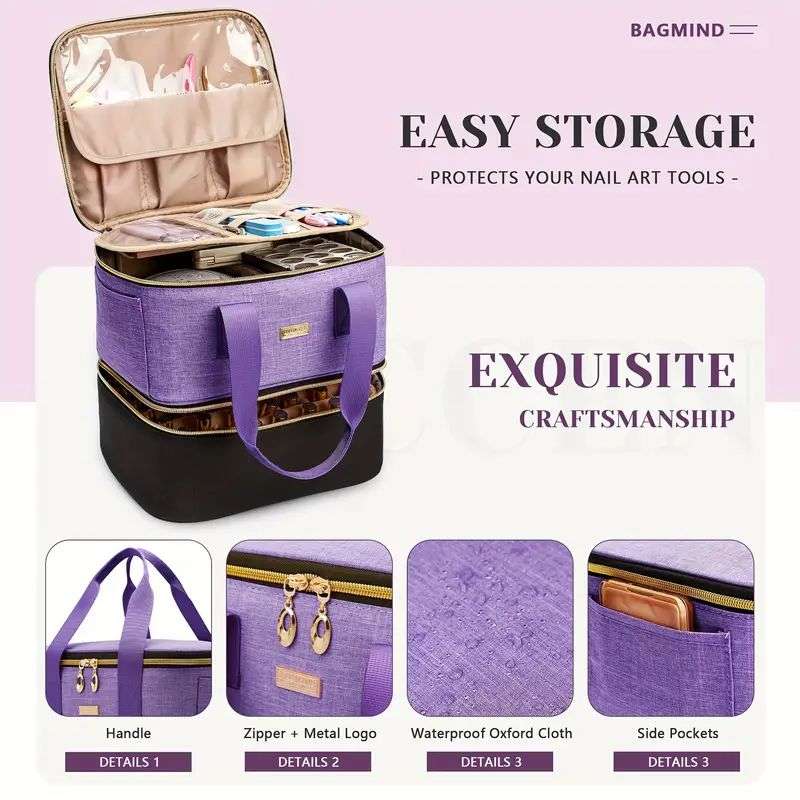 BAGMIND
EASY STORAGE
- PROTECTS YOUR NAIL ART TOOLS -
EXQUISITE
CRAFTSMANSHIP
Handle
DETAILS 1
Zipper + Metal Logo
DETAILS 2
Waterproof Oxford Cloth
DETAILS 3
Side Pockets
DETAILS 3